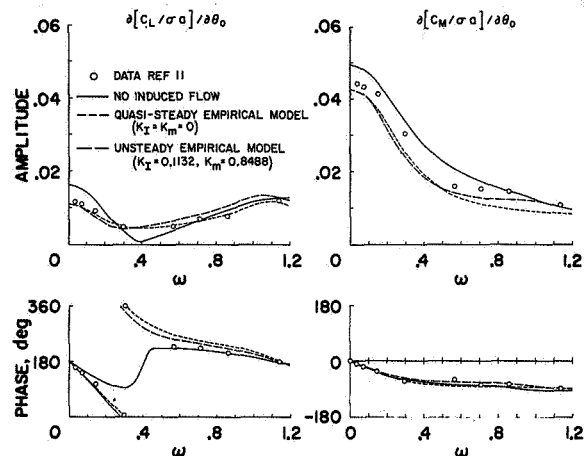 ∂[C_L/σ a]/∂θ₀
∂[C_M/σ a]/∂θ₀
.06
.04
.02
AMPLITUDE
○ DATA REF 11
NO INDUCED FLOW
QUASI-STEADY EMPIRICAL MODEL
(K_I = K_m = 0)
UNSTEADY EMPIRICAL MODEL
(K_I = 0.1132, K_m = 0.8488)
0 .4 .8 1.2
ω
.06
.04
.02
0 .4 .8 1.2
ω
360
180
PHASE, deg
0 .4 .8 1.2
ω
180
0
-180
0 .4 .8 1.2
ω